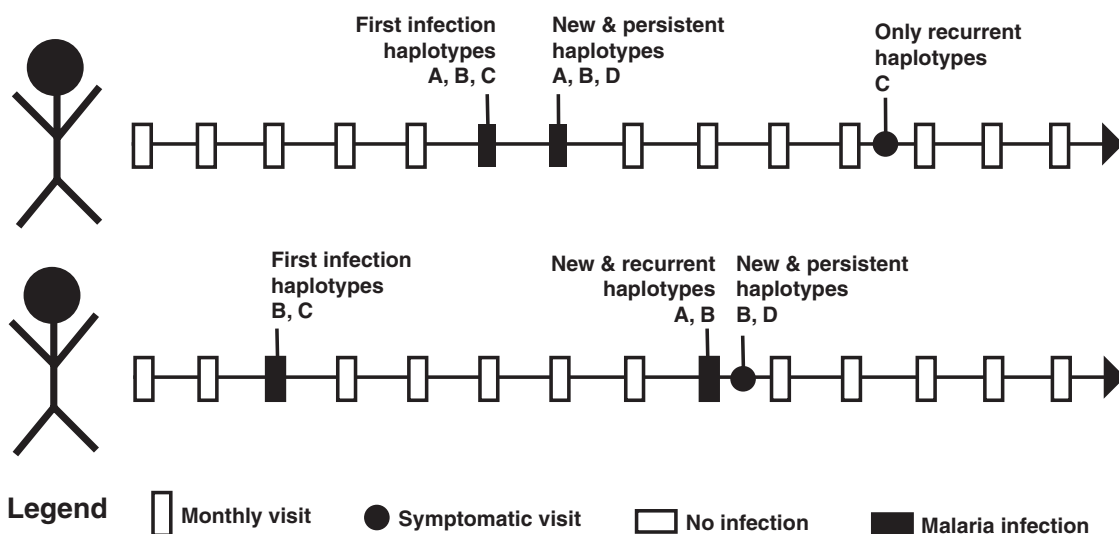 First infection
haplotypes
A, B, C
New & persistent
haplotypes
A, B, D
Only recurrent
haplotypes
C
First infection
haplotypes
B, C
New & recurrent
haplotypes
A, B
New & persistent
haplotypes
B, D
Legend
Monthly visit
Symptomatic visit
No infection
Malaria infection